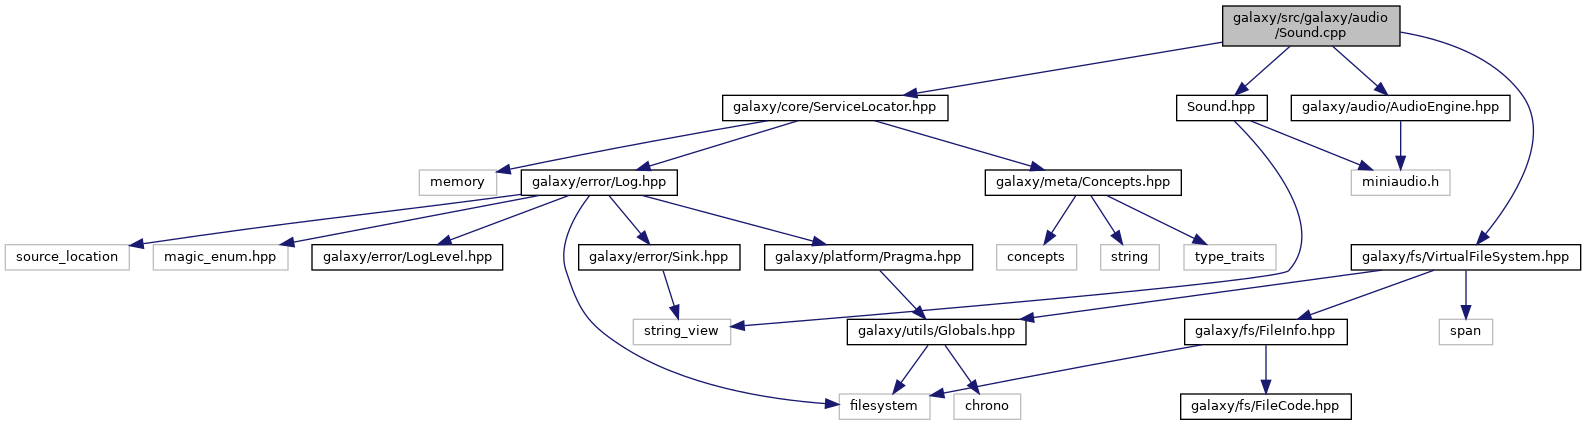 galaxy/src/galaxy/audio
/Sound.cpp
galaxy/core/ServiceLocator.hpp
Sound.hpp
galaxy/audio/AudioEngine.hpp
memory
galaxy/error/Log.hpp
galaxy/meta/Concepts.hpp
miniaudio.h
source_location
magic_enum.hpp
galaxy/error/LogLevel.hpp
galaxy/error/Sink.hpp
galaxy/platform/Pragma.hpp
concepts
string
type_traits
galaxy/fs/VirtualFileSystem.hpp
string_view
galaxy/utils/Globals.hpp
galaxy/fs/FileInfo.hpp
span
filesystem
chrono
galaxy/fs/FileCode.hpp